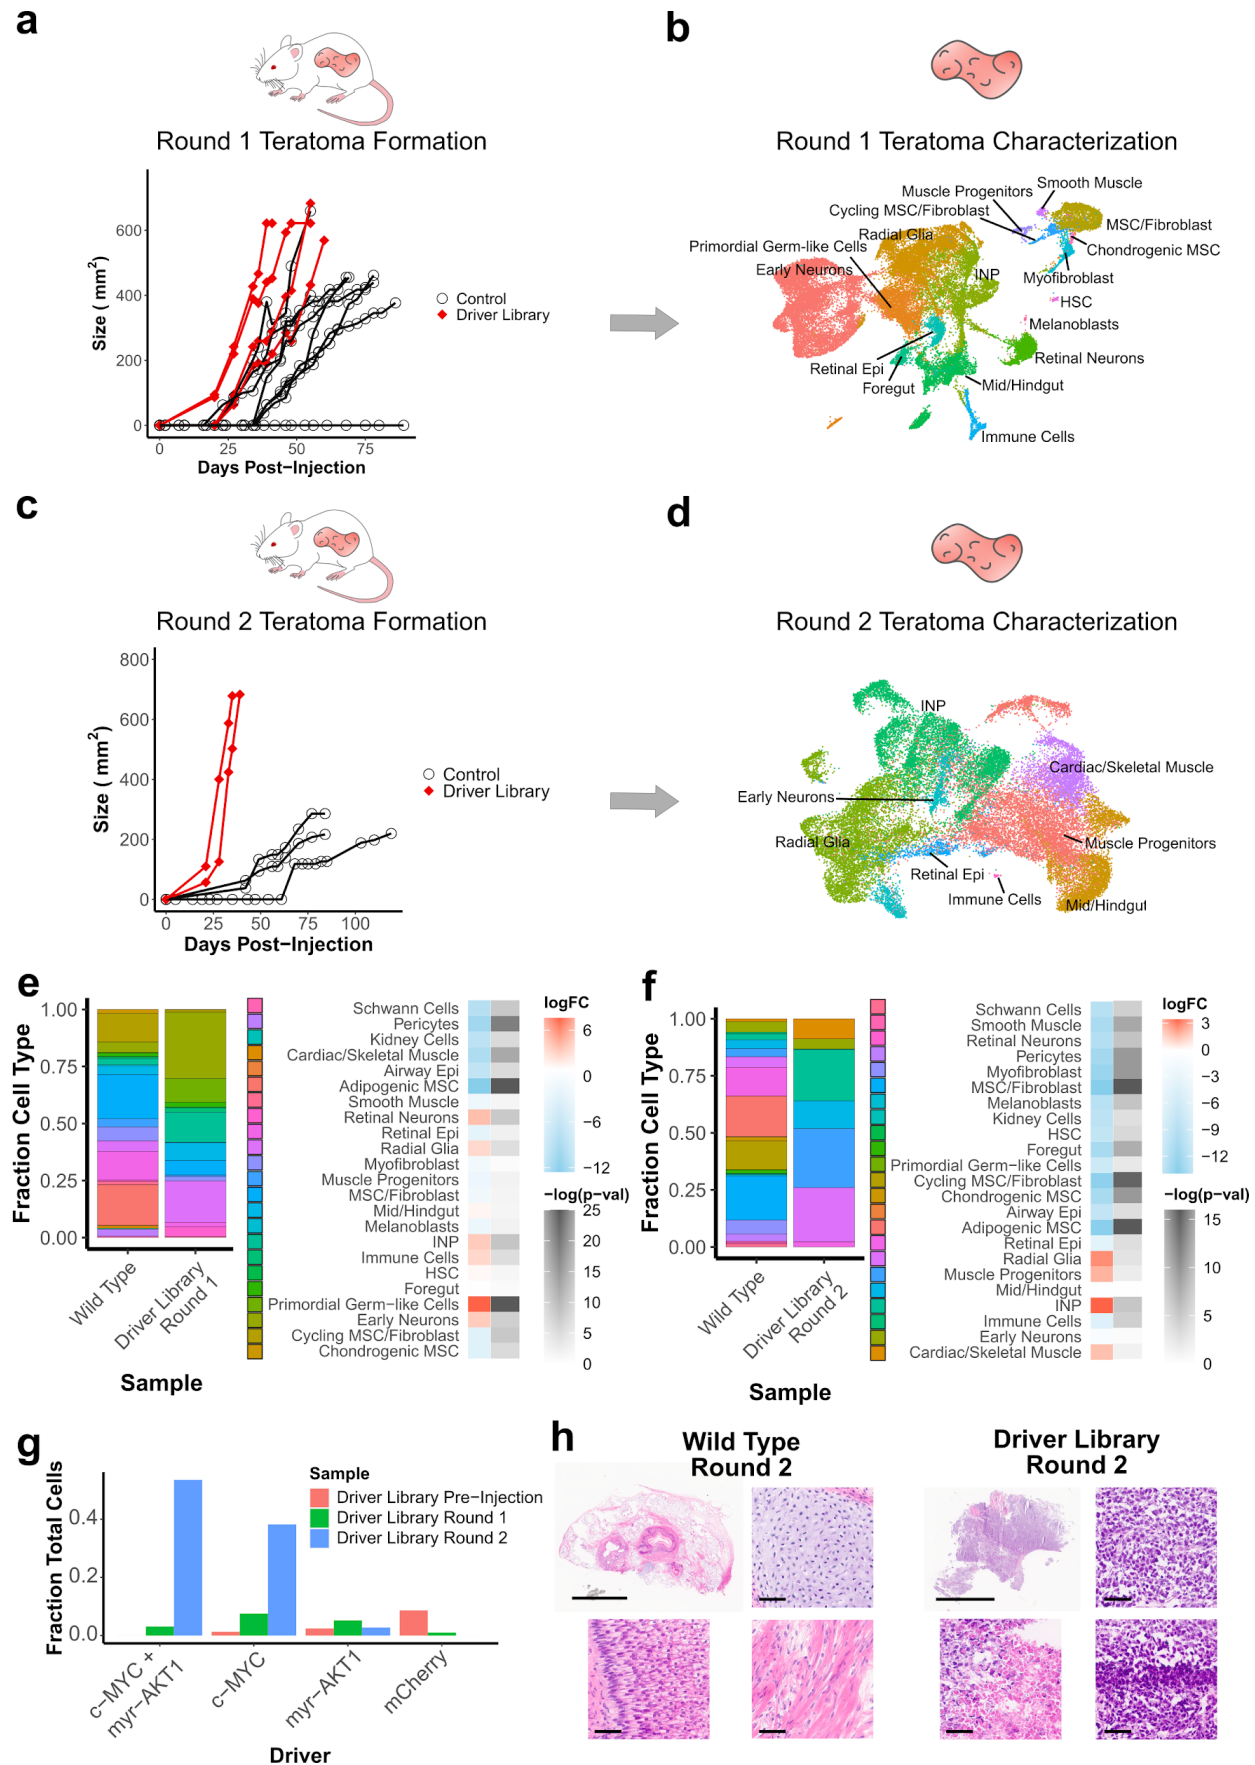 a
Round 1 Teratoma Formation
Size ( mm²)
600
400
200
0
0
25
50
75
Days Post−Injection
Control
Driver Library
b
Round 1 Teratoma Characterization
Smooth Muscle
Muscle Progenitors
Cycling MSC/Fibroblast
MSC/Fibroblast
Radial Glia
Primordial Germ−like Cells
Chondrogenic MSC
Early Neurons
INP
Myofibroblast
HSC
Melanoblasts
Retinal Neurons
Retinal Epi
Foregut
Mid/Hindgut
Immune Cells
c
Round 2 Teratoma Formation
Size ( mm²)
800
600
400
200
0
0
25
50
75
100
Days Post−Injection
Control
Driver Library
d
Round 2 Teratoma Characterization
INP
Cardiac/Skeletal Muscle
Early Neurons
Radial Glia
Muscle Progenitors
Retinal Epi
Immune Cells
Mid/Hindgut
e
Fraction Cell Type
1.00
0.75
0.50
0.25
0.00
Wild Type
Driver Library
Round 1
Sample
Schwann Cells
Pericytes
Kidney Cells
Cardiac/Skeletal Muscle
Airway Epi
Adipogenic MSC
Smooth Muscle
Retinal Neurons
Retinal Epi
Radial Glia
Myofibroblast
Muscle Progenitors
MSC/Fibroblast
Mid/Hindgut
Melanoblasts
INP
Immune Cells
HSC
Foregut
Primordial Germ−like Cells
Early Neurons
Cycling MSC/Fibroblast
Chondrogenic MSC
logFC
6
0
−6
−12
−log(p−val)
25
20
15
10
5
0
f
Fraction Cell Type
1.00
0.75
0.50
0.25
0.00
Wild Type
Driver Library
Round 2
Sample
Schwann Cells
Smooth Muscle
Retinal Neurons
Pericytes
Myofibroblast
MSC/Fibroblast
Melanoblasts
Kidney Cells
HSC
Foregut
Primordial Germ−like Cells
Cycling MSC/Fibroblast
Chondrogenic MSC
Airway Epi
Adipogenic MSC
Retinal Epi
Radial Glia
Muscle Progenitors
Mid/Hindgut
INP
Immune Cells
Early Neurons
Cardiac/Skeletal Muscle
logFC
3
0
−3
−6
−9
−12
−log(p−val)
15
10
5
0
g
Fraction Total Cells
0.4
0.2
0.0
c−MYC +
myr−AKT1
c−MYC
myr−AKT1
mCherry
Driver
Sample
Driver Library Pre−Injection
Driver Library Round 1
Driver Library Round 2
h
Wild Type
Round 2
Driver Library
Round 2